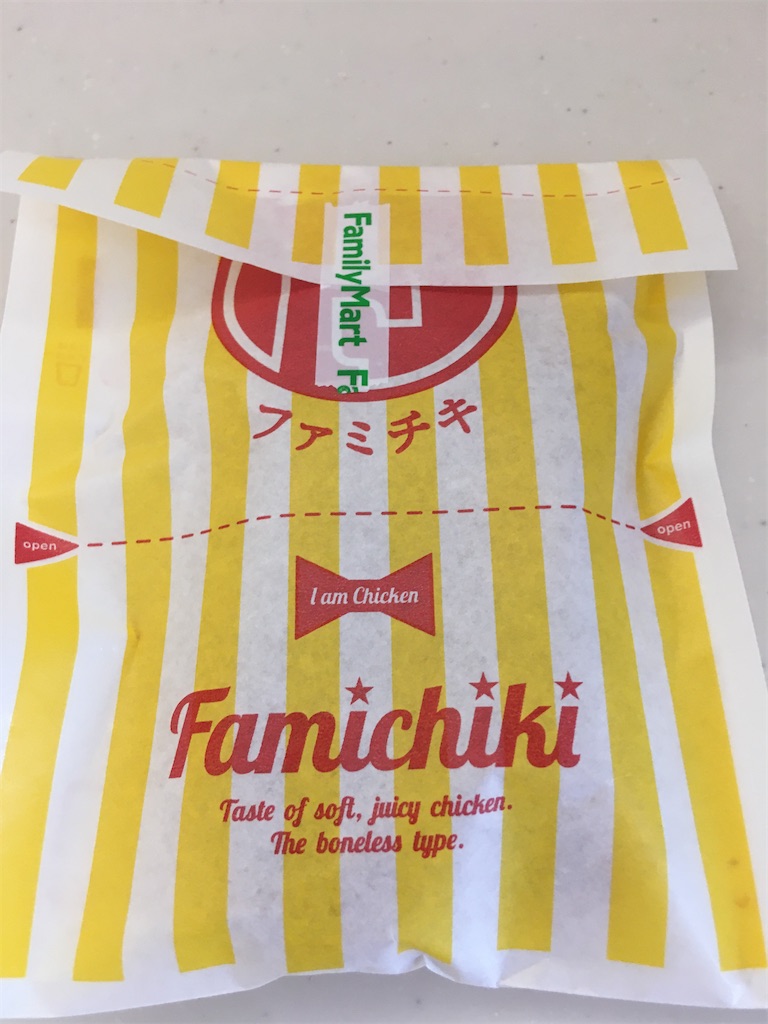 FamilyMart Fa
ファミチキ
open
open
I am Chicken
Famichiki
Taste of soft, juicy chicken.
The boneless type.